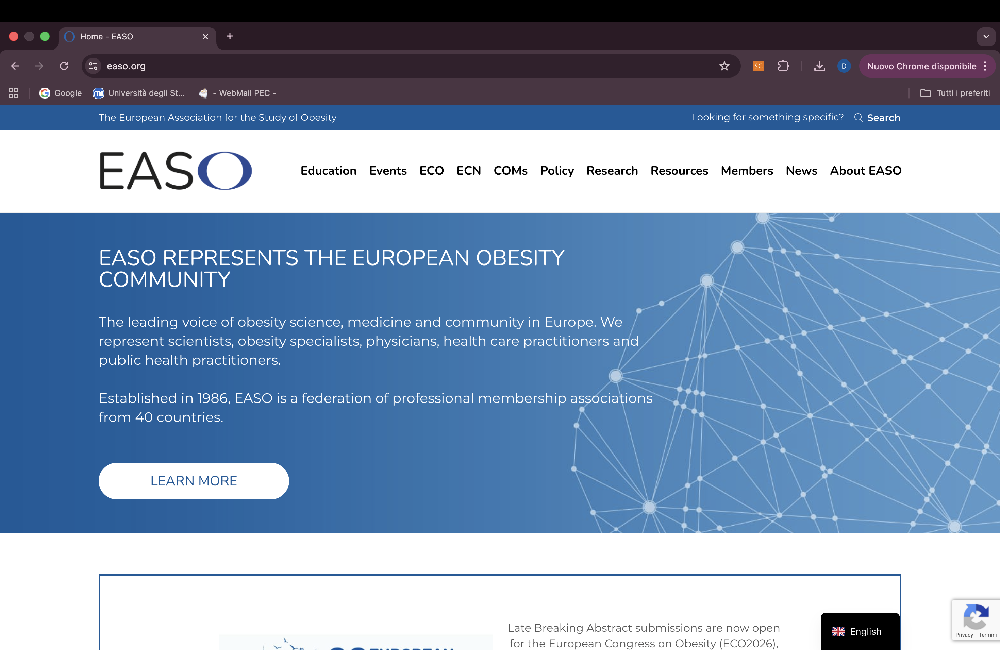 Home - EASO
easo.org
SC
D
Nuovo Chrome disponibile
Google
mi
Università degli St...
- WebMail PEC -
Tutti i preferiti
The European Association for the Study of Obesity
Looking for something specific?
Search
EASO
Education
Events
ECO
ECN
COMs
Policy
Research
Resources
Members
News
About EASO
EASO REPRESENTS THE EUROPEAN OBESITY
COMMUNITY
The leading voice of obesity science, medicine and community in Europe. We
represent scientists, obesity specialists, physicians, health care practitioners and
public health practitioners.
Established in 1986, EASO is a federation of professional membership associations
from 40 countries.
LEARN MORE
Late Breaking Abstract submissions are now open
for the European Congress on Obesity (ECO2026),
EUROPEAN
English
Privacy - Termini